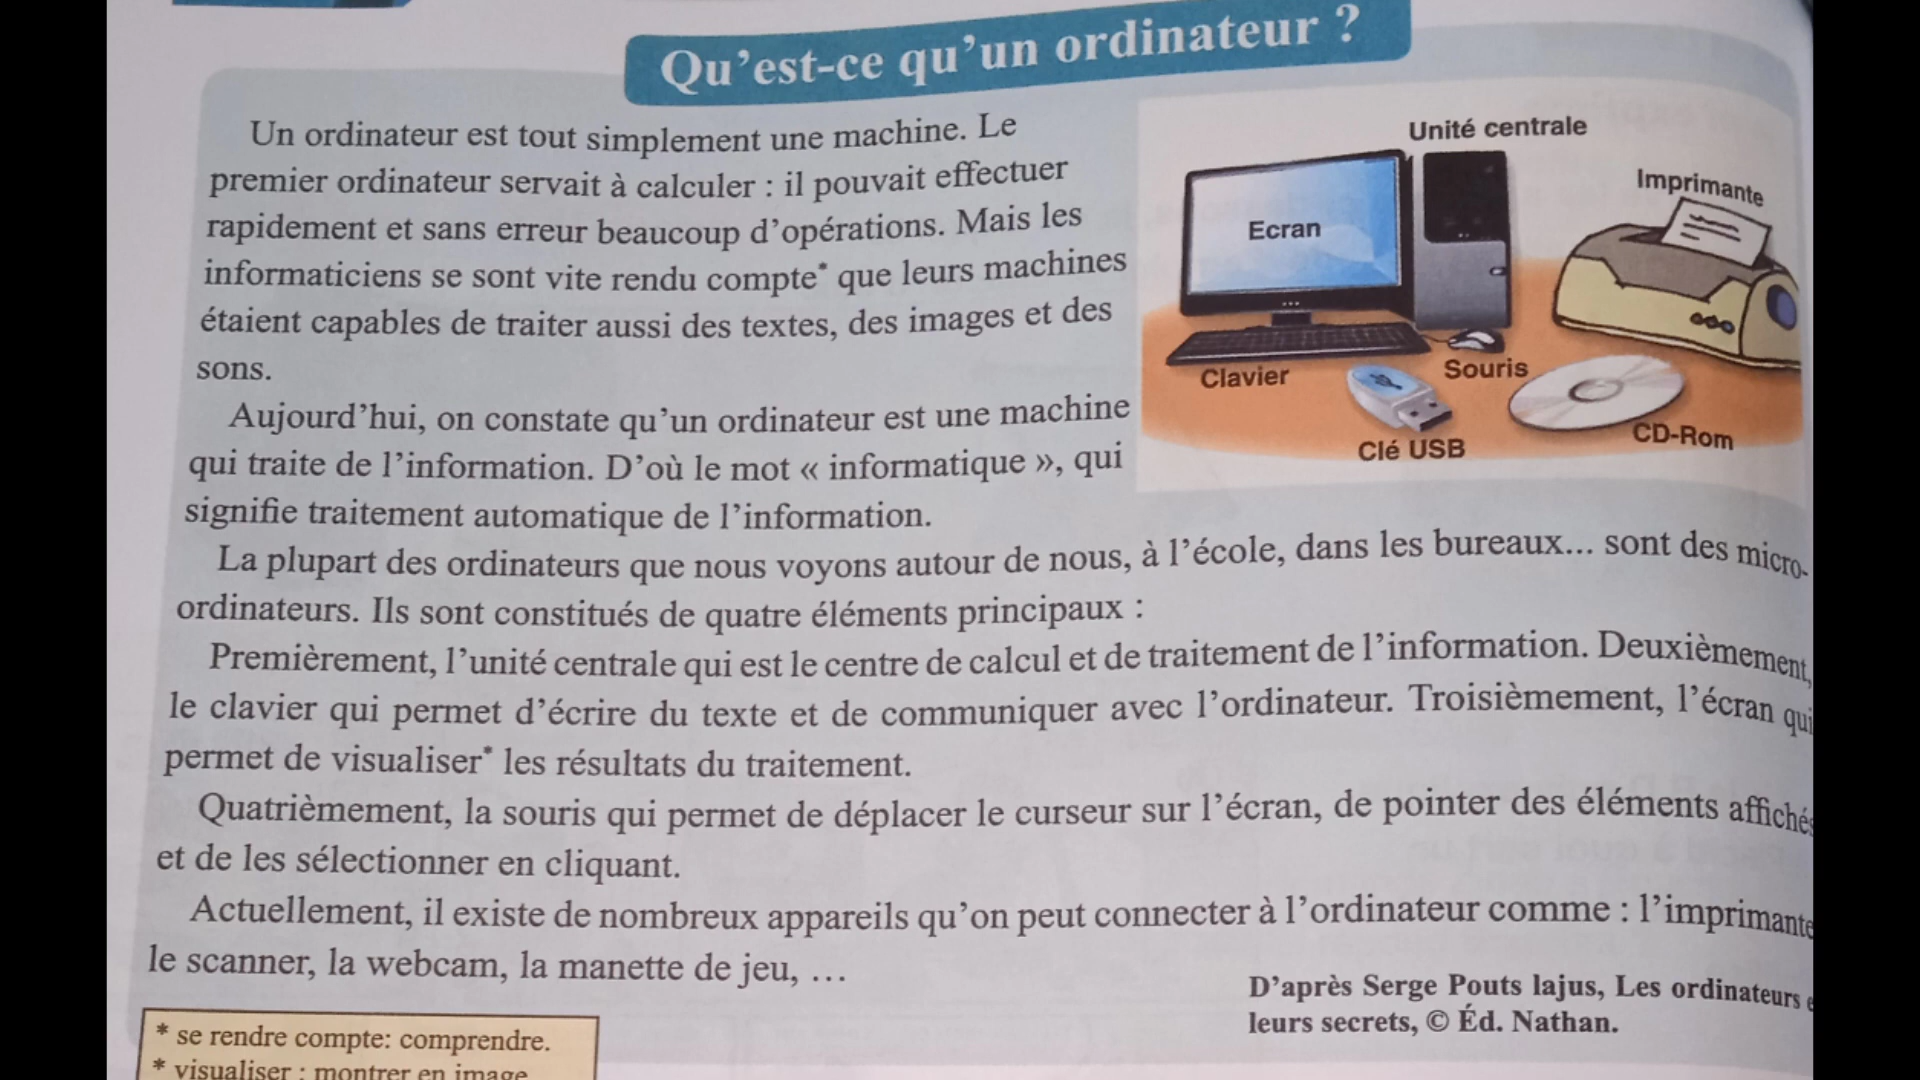 Qu'est-ce qu'un ordinateur ?
Un ordinateur est tout simplement une machine. Le
premier ordinateur servait à calculer : il pouvait effectuer
rapidement et sans erreur beaucoup d'opérations. Mais les
informaticiens se sont vite rendu compte* que leurs machines
étaient capables de traiter aussi des textes, des images et des
sons.
Aujourd'hui, on constate qu'un ordinateur est une machine
qui traite de l'information. D'où le mot « informatique », qui
signifie traitement automatique de l'information.
Unité centrale
Imprimante
Ecran
Clavier
Souris
Clé USB
CD-Rom
La plupart des ordinateurs que nous voyons autour de nous, à l'école, dans les bureaux... sont des micro-
ordinateurs. Ils sont constitués de quatre éléments principaux :
Premièrement, l'unité centrale qui est le centre de calcul et de traitement de l'information. Deuxièmement,
le clavier qui permet d'écrire du texte et de communiquer avec l'ordinateur. Troisièmement, l'écran qui
permet de visualiser* les résultats du traitement.
Quatrièmement, la souris qui permet de déplacer le curseur sur l'écran, de pointer des éléments affichés
et de les sélectionner en cliquant.
Actuellement, il existe de nombreux appareils qu'on peut connecter à l'ordinateur comme : l'imprimante
le scanner, la webcam, la manette de jeu, ...
D'après Serge Pouts lajus, Les ordinateurs
leurs secrets, © Éd. Nathan.
* se rendre compte: comprendre.
* visualiser : montrer en image